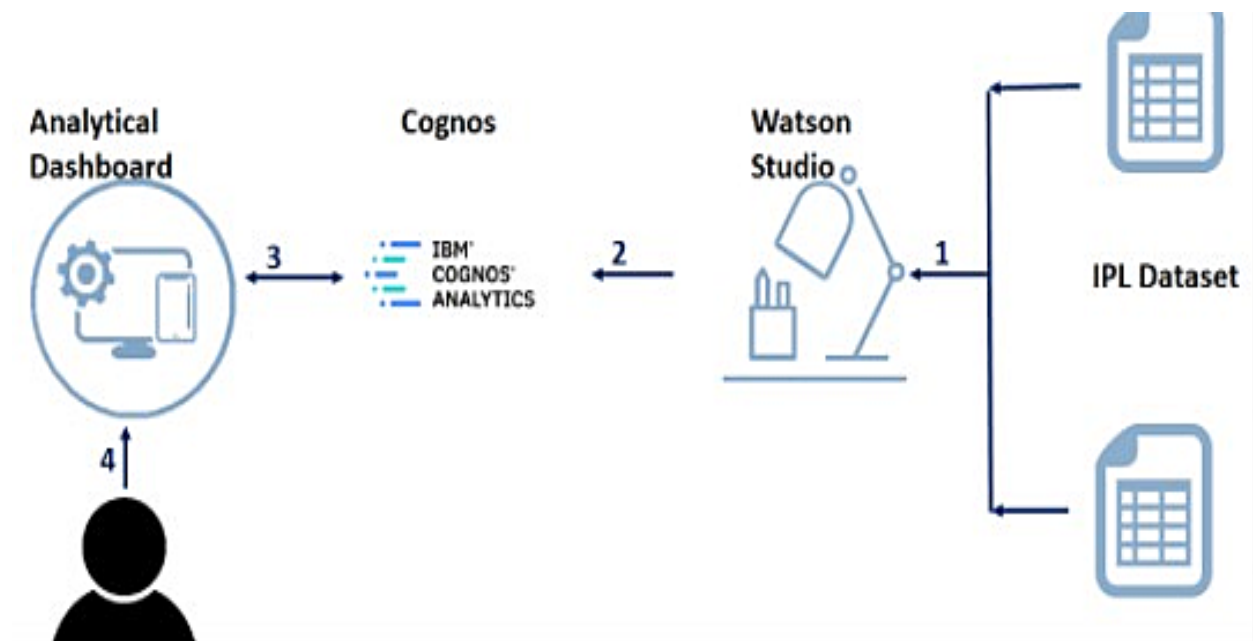 Analytical
Dashboard
Cognos
Watson
Studio
3
IBM®
COGNOS®
ANALYTICS
2
1
IPL Dataset
4